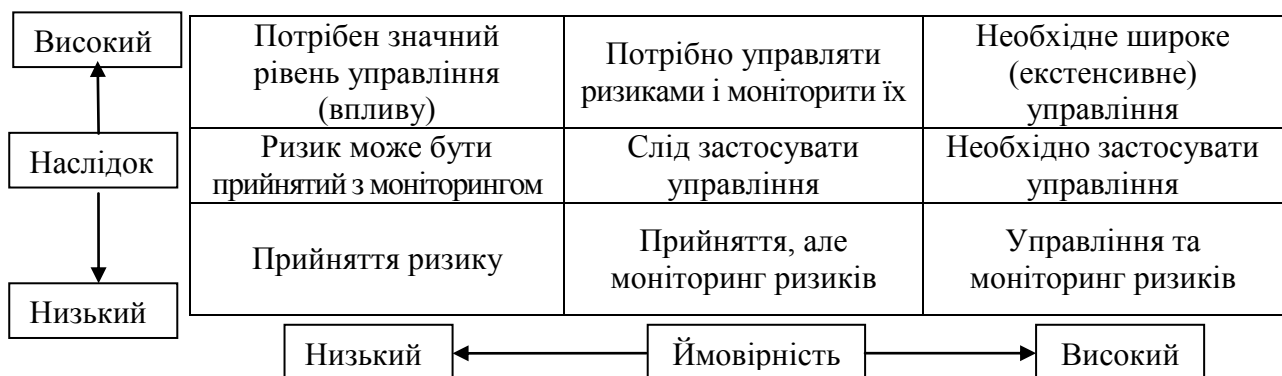 Високий
Потрібен значний
рівень управління
(впливу)
Потрібно управляти
ризиками і моніторити їх
Необхідне широке
(екстенсивне)
управління
Наслідок
Ризик може бути
прийнятий з моніторингом
Слід застосувати
управління
Необхідно застосувати
управління
Низький
Прийняття ризику
Прийняття, але
моніторинг ризиків
Управління та
моніторинг ризиків
Низький
Ймовірність
Високий